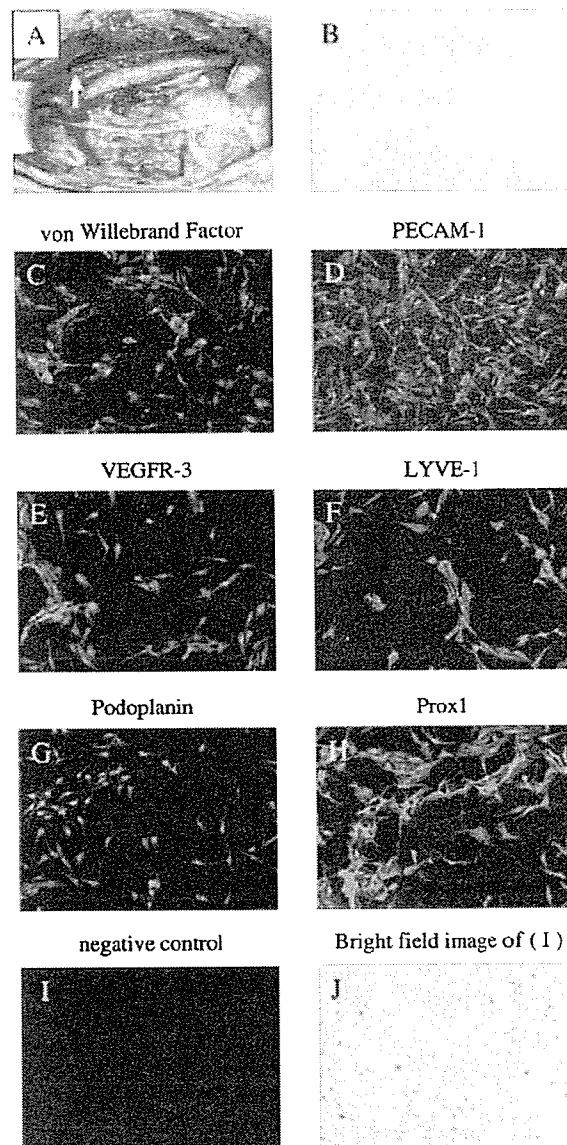 A
B
von Willebrand Factor
PECAM-1
C
D
VEGFR-3
LYVE-1
E
F
Podoplanin
Prox1
G
H
negative control
Bright field image of ( I )
I
J